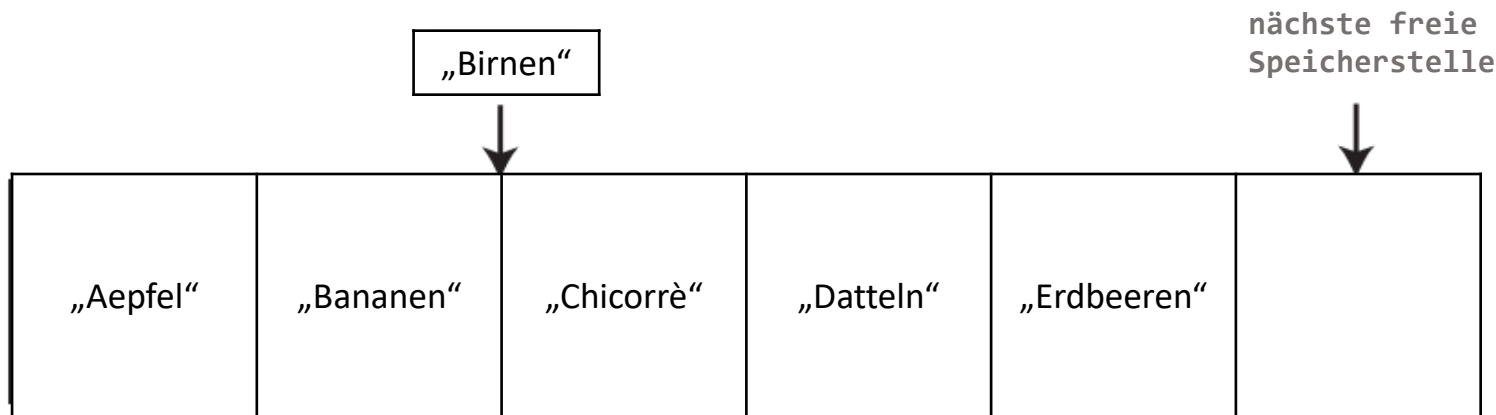 nächste freie
Speicherstelle
„Birnen“
„Aepfel“
„Bananen“
„Chicorrè“
„Datteln“
„Erdbeeren“